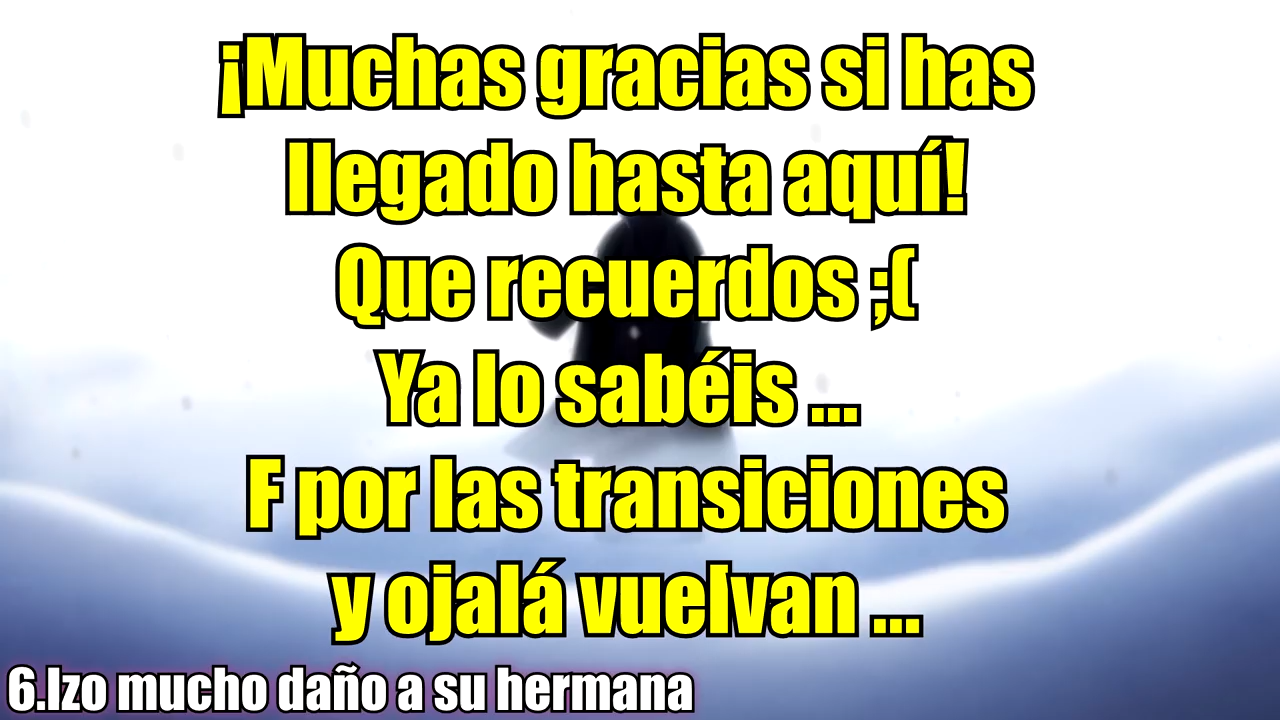 ¡Muchas gracias si has
llegado hasta aquí!
Que recuerdos ;(
Ya lo sabéis ...
F por las transiciones
y ojalá vuelvan ...
6.Izo mucho daño a su hermana